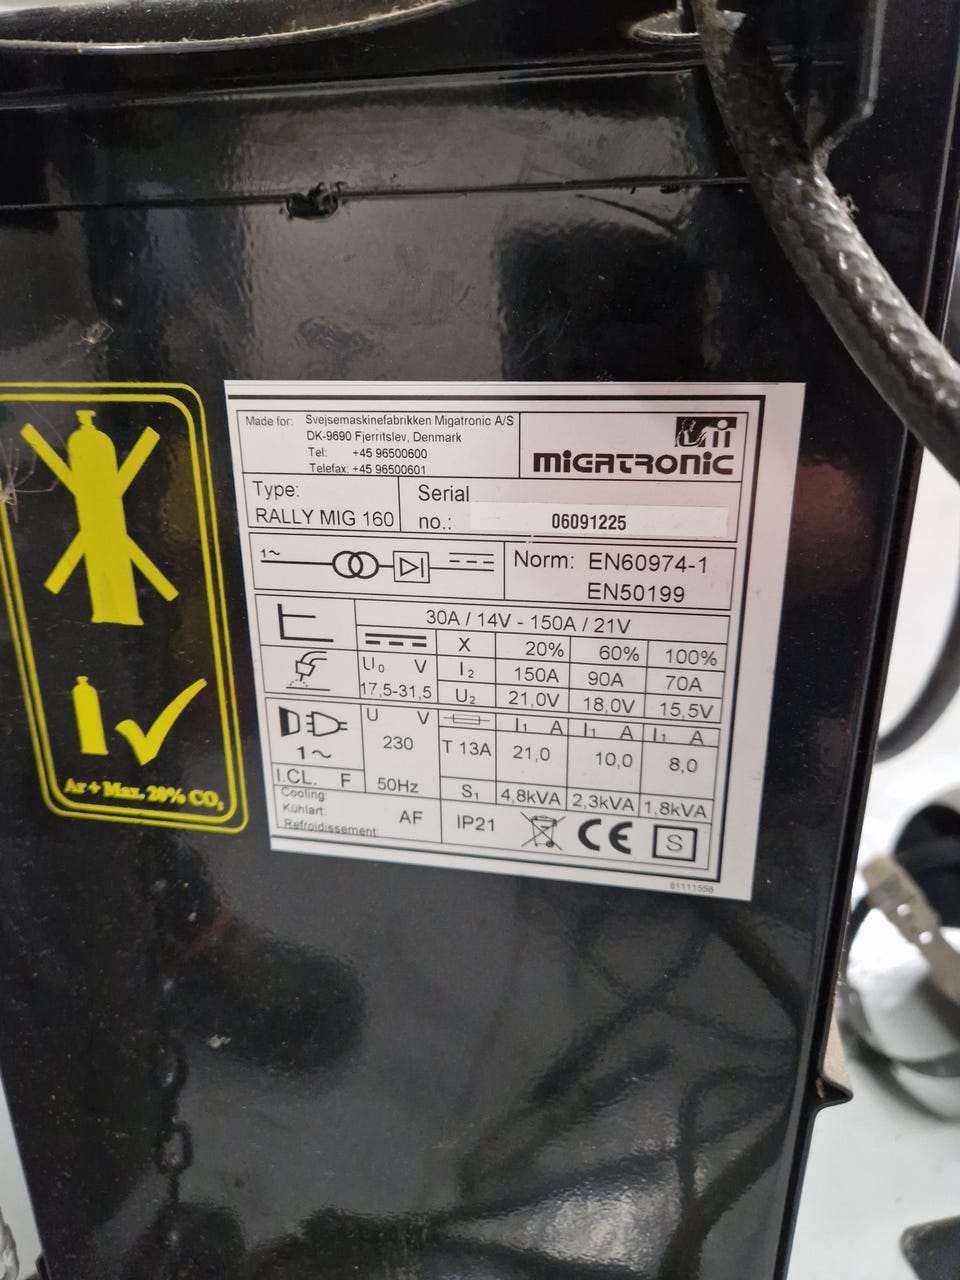 Made for: Svejsemaskinefabrikken Migatronic A/S
DK-9690 Fjerritslev, Denmark
Tel: +45 96500600
Telefax: +45 96500601
MIGATRONIC
Type:
RALLY MIG 160
Serial
no.: 06091225
1~
Norm: EN60974-1
EN50199
30A / 14V - 150A / 21V
X 20% 60% 100%
U0 V I2 150A 90A 70A
17,5-31,5 U2 21,0V 18,0V 15,5V
U V I1 A I1 A I1 A
1~ 230 T 13A 21,0 10,0 8,0
I.CL. F 50Hz S1 4,8kVA 2,3kVA 1,8kVA
Cooling:
Kühlart:
Refroidissement:
AF IP21 CE S
81111556
Ar + Max. 20% CO2